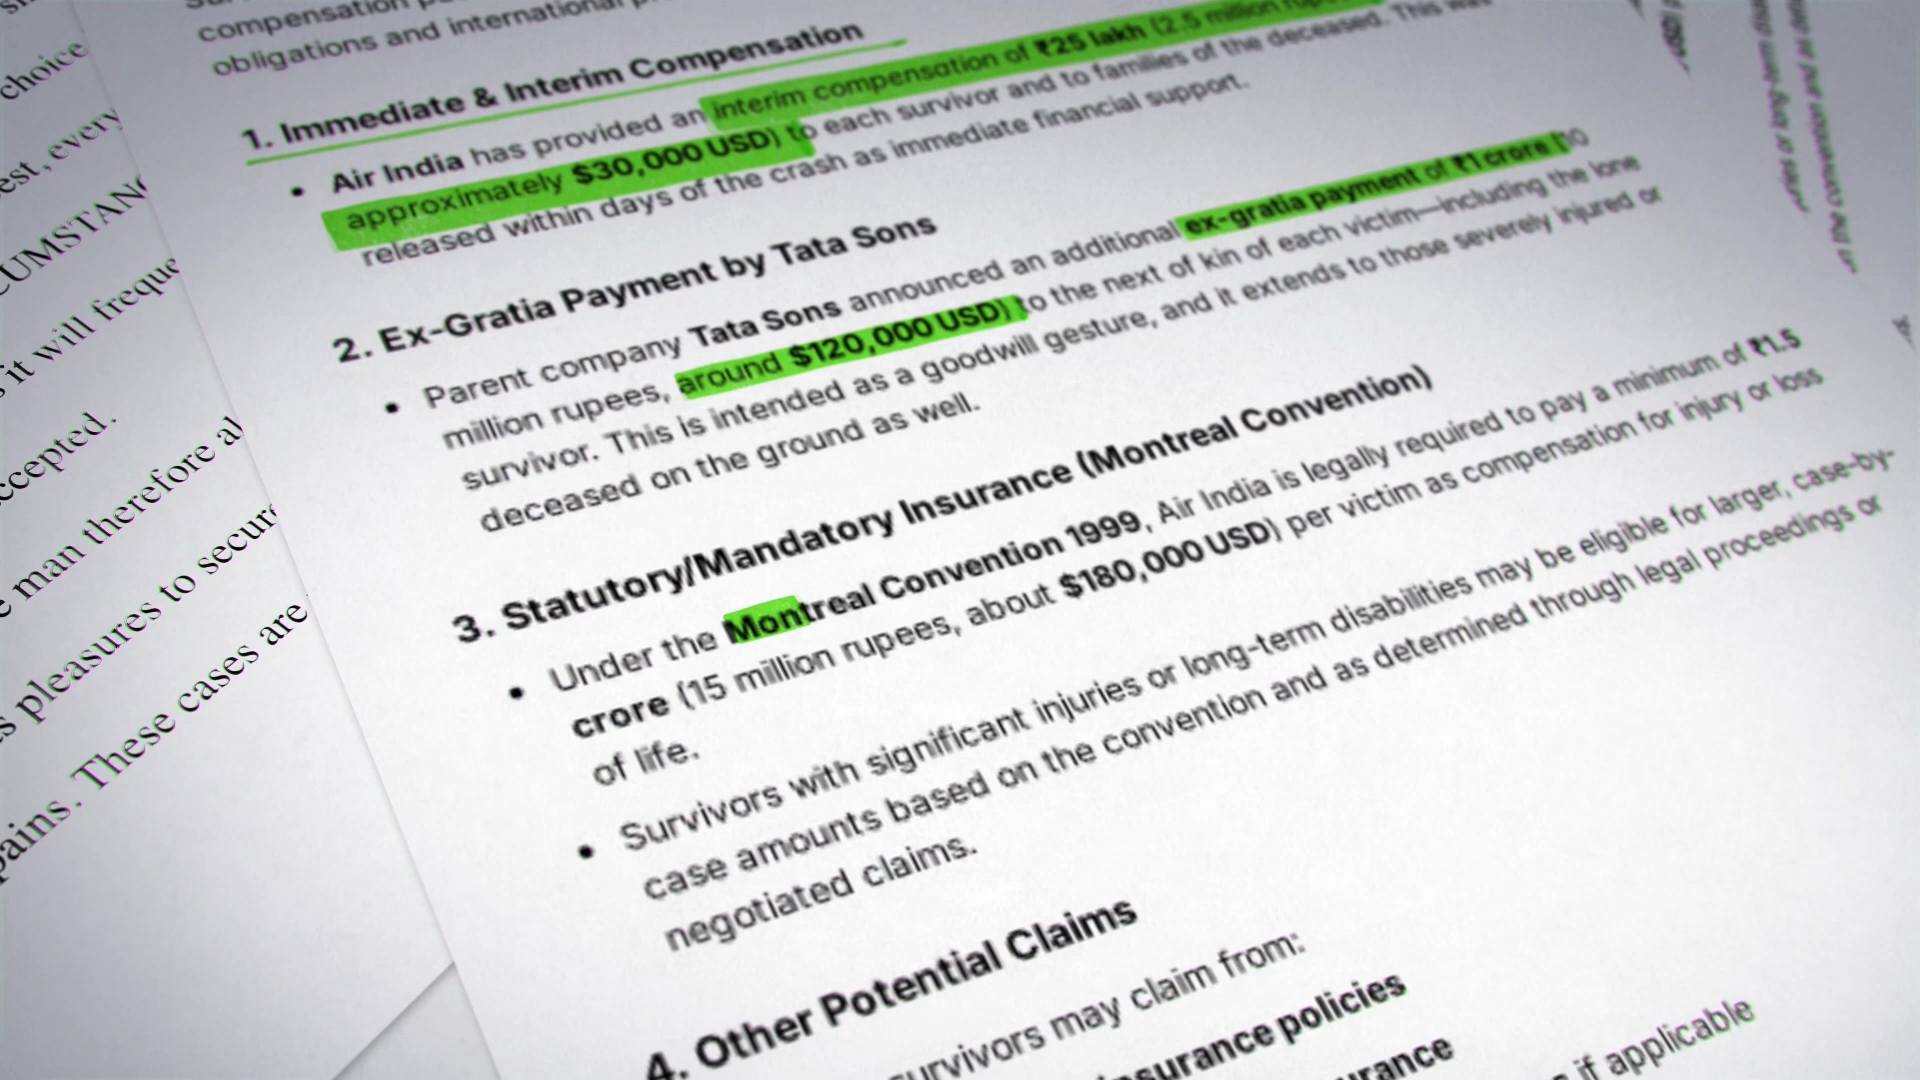 choice
est, every
CUMSTANC
s it will freque
ccepted.
e man therefore al
s pleasures to secure
pains. These cases are
compensation
obligations and international
1. Immediate & Interim Compensation
• Air India has provided an interim compensation of ₹25 lakh (2.5 million
approximately $30,000 USD) to each survivor and to families of the deceased. This was
released within days of the crash as immediate financial support.
2. Ex-Gratia Payment by Tata Sons
• Parent company Tata Sons announced an additional ex-gratia payment of ₹1 crore (10
million rupees, around $120,000 USD) to the next of kin of each victim—including the lone
survivor. This is intended as a goodwill gesture, and it extends to those severely injured or
deceased on the ground as well.
3. Statutory/Mandatory Insurance (Montreal Convention)
• Under the Montreal Convention 1999, Air India is legally required to pay a minimum of ₹1.5
crore (15 million rupees, about $180,000 USD) per victim as compensation for injury or loss
of life.
• Survivors with significant injuries or long-term disabilities may be eligible for larger, case-by-
case amounts based on the convention and as determined through legal proceedings or
negotiated claims.
4. Other Potential Claims
survivors may claim from:
insurance policies
urance
s if applicable